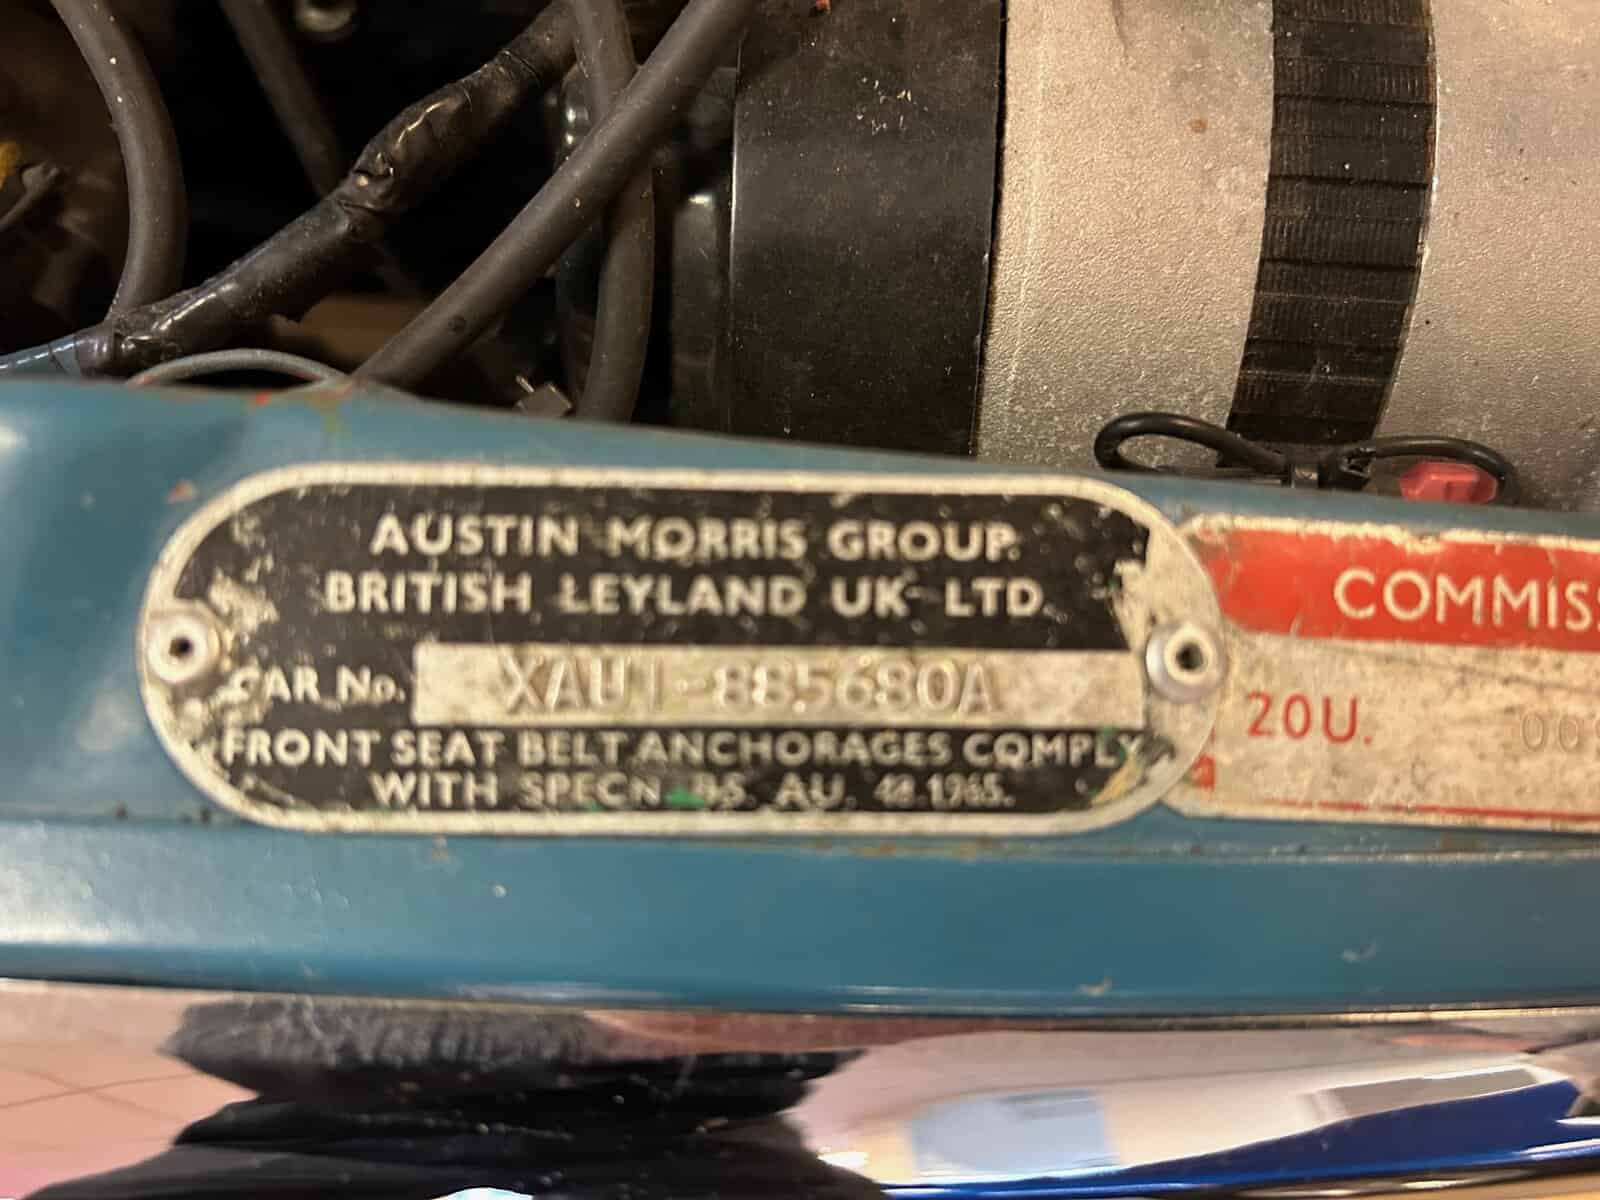 AUSTIN MORRIS GROUP.
BRITISH LEYLAND UK LTD.
CAR No. XAU1-885680A
FRONT SEAT BELT ANCHORAGES COMPLY
WITH SPECN. BS. AU. 48.1965.
COMMISS
20U. 00